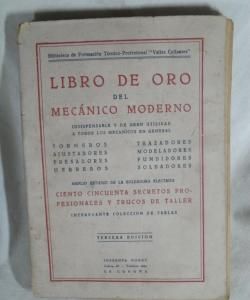 Biblioteca de Formación Técnico-Profesional "Valles Collantes"
LIBRO DE ORO
DEL
MECÁNICO MODERNO
INDISPENSABLE Y DE GRAN UTILIDAD
A TODOS LOS MECÁNICOS EN GENERAL
TORNEROS TRAZADORES
AJUSTADORES MODELADORES
FRESADORES FUNDIDORES
HERREROS SOLDADORES
AMPLIO ESTUDIO DE LA SOLDADURA ELÉCTRICA
CIENTO CINCUENTA SECRETOS PRO-
FESIONALES Y TRUCOS DE TALLER
INTERESANTE COLECCIÓN DE TABLAS
TERCERA EDICIÓN
IMPRENTA
LA CORUÑA